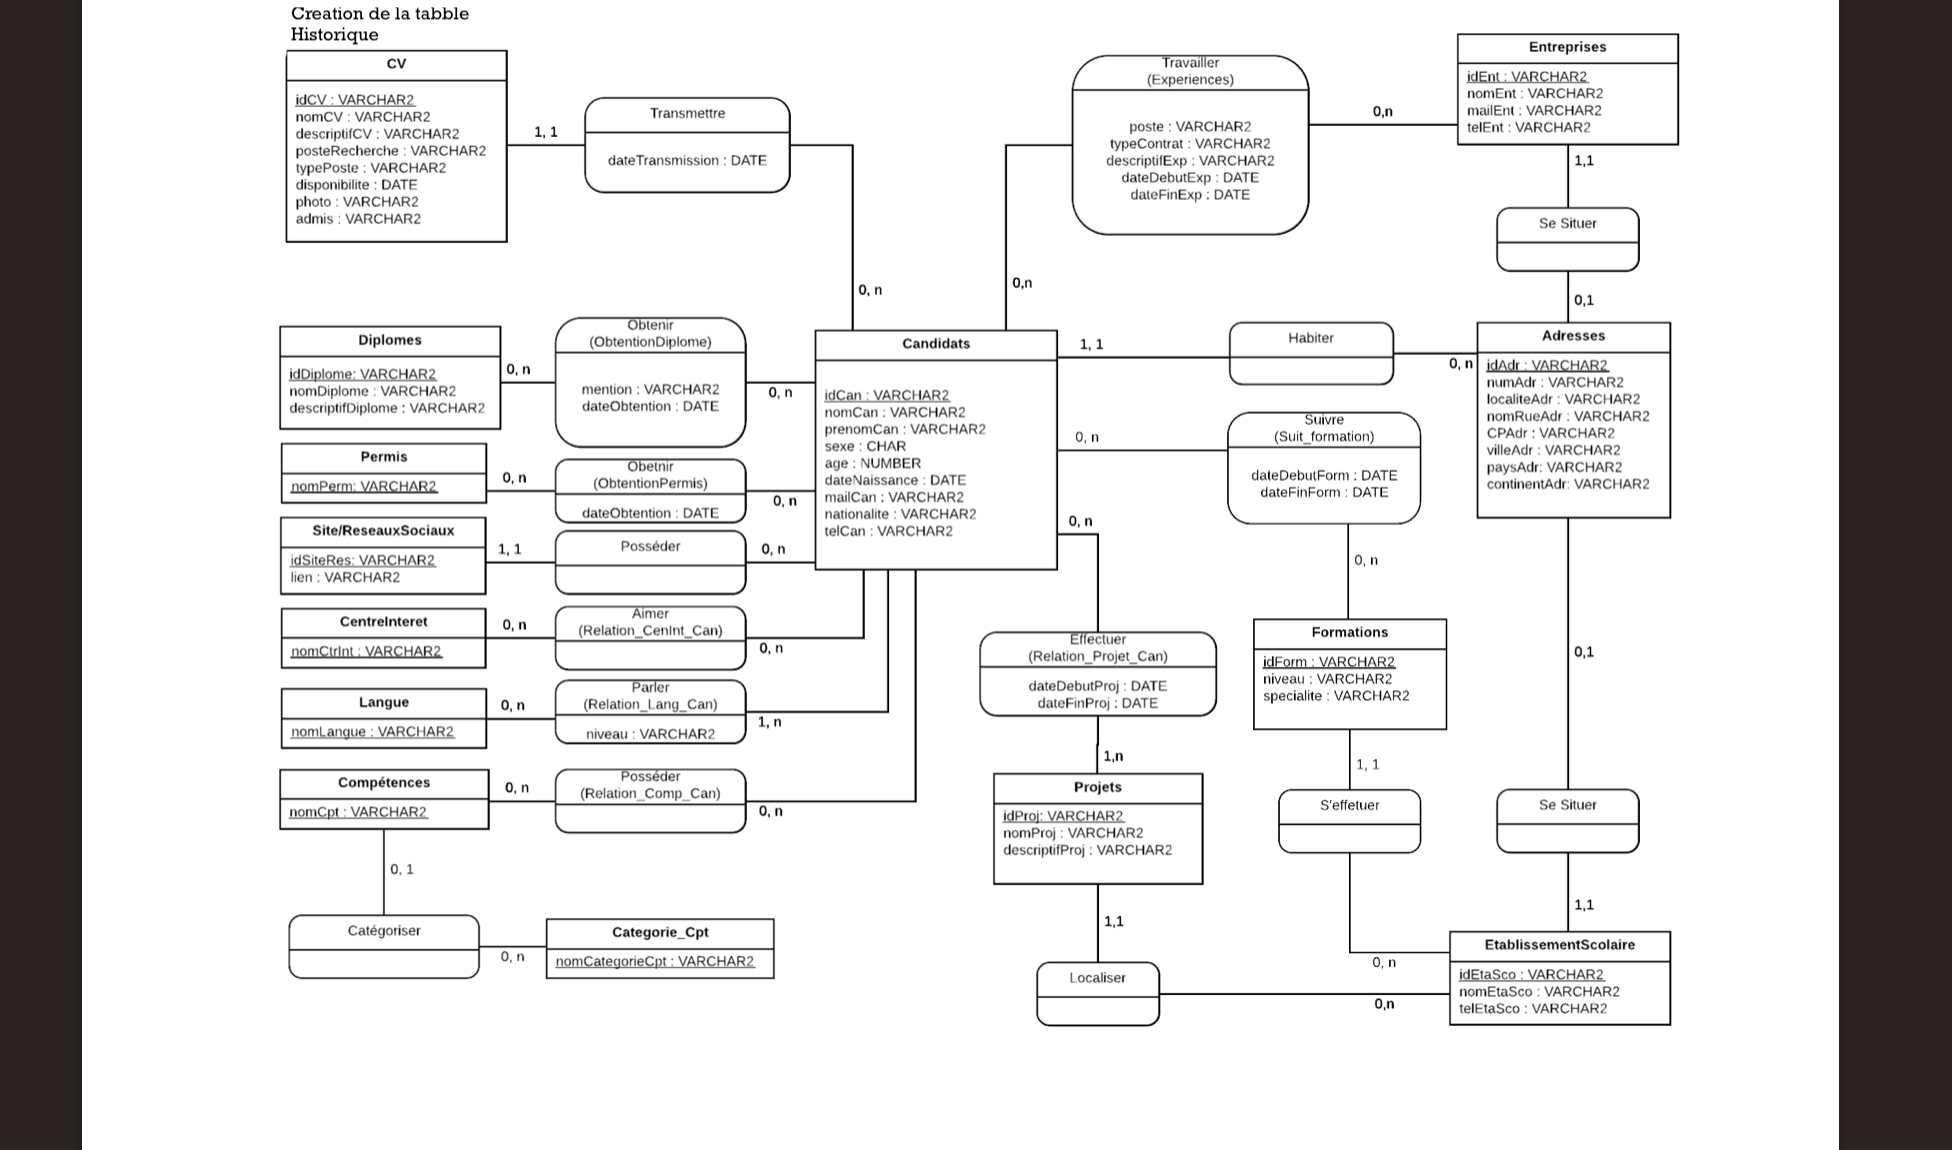 Creation de la tabble
Historique
CV
idCV : VARCHAR2
nomCV : VARCHAR2
descriptifCV : VARCHAR2
posteRecherche : VARCHAR2
typePoste : VARCHAR2
disponibilite : DATE
photo : VARCHAR2
admis : VARCHAR2
1, 1
Transmettre
dateTransmission : DATE
0, n
Travailler
(Experiences)
poste : VARCHAR2
typeContrat : VARCHAR2
descriptifExp : VARCHAR2
dateDebutExp : DATE
dateFinExp : DATE
0,n
0,n
Entreprises
idEnt : VARCHAR2
nomEnt : VARCHAR2
mailEnt : VARCHAR2
telEnt : VARCHAR2
1,1
Se Situer
0,1
Diplomes
idDiplome: VARCHAR2
nomDiplome : VARCHAR2
descriptifDiplome : VARCHAR2
0, n
Obtenir
(ObtentionDiplome)
mention : VARCHAR2
dateObtention : DATE
0, n
Candidats
idCan : VARCHAR2
nomCan : VARCHAR2
prenomCan : VARCHAR2
sexe : CHAR
age : NUMBER
dateNaissance : DATE
mailCan : VARCHAR2
nationalite : VARCHAR2
telCan : VARCHAR2
1, 1
Habiter
0, n
Adresses
idAdr : VARCHAR2
numAdr : VARCHAR2
localiteAdr : VARCHAR2
nomRueAdr : VARCHAR2
CPAdr : VARCHAR2
villeAdr : VARCHAR2
paysAdr: VARCHAR2
continentAdr: VARCHAR2
0, n
Suivre
(Suit_formation)
dateDebutForm : DATE
dateFinForm : DATE
0, n
Permis
nomPerm: VARCHAR2
0, n
Obetnir
(ObtentionPermis)
dateObtention : DATE
0, n
Site/ReseauxSociaux
idSiteRes: VARCHAR2
lien : VARCHAR2
1, 1
Posséder
0, n
0, n
CentreInteret
nomCtrInt : VARCHAR2
0, n
Aimer
(Relation_CenInt_Can)
0, n
Effectuer
(Relation_Projet_Can)
dateDebutProj : DATE
dateFinProj : DATE
1,n
Formations
idForm : VARCHAR2
niveau : VARCHAR2
specialite : VARCHAR2
1, 1
0,1
Langue
nomLangue : VARCHAR2
0, n
Parler
(Relation_Lang_Can)
niveau : VARCHAR2
1, n
Compétences
nomCpt : VARCHAR2
0, n
Posséder
(Relation_Comp_Can)
0, n
Projets
idProj: VARCHAR2
nomProj : VARCHAR2
descriptifProj : VARCHAR2
1,1
S'effetuer
0, n
Se Situer
1,1
0, 1
Catégoriser
0, n
Categorie_Cpt
nomCategorieCpt : VARCHAR2
Localiser
0,n
EtablissementScolaire
idEtaSco : VARCHAR2
nomEtaSco : VARCHAR2
telEtaSco : VARCHAR2